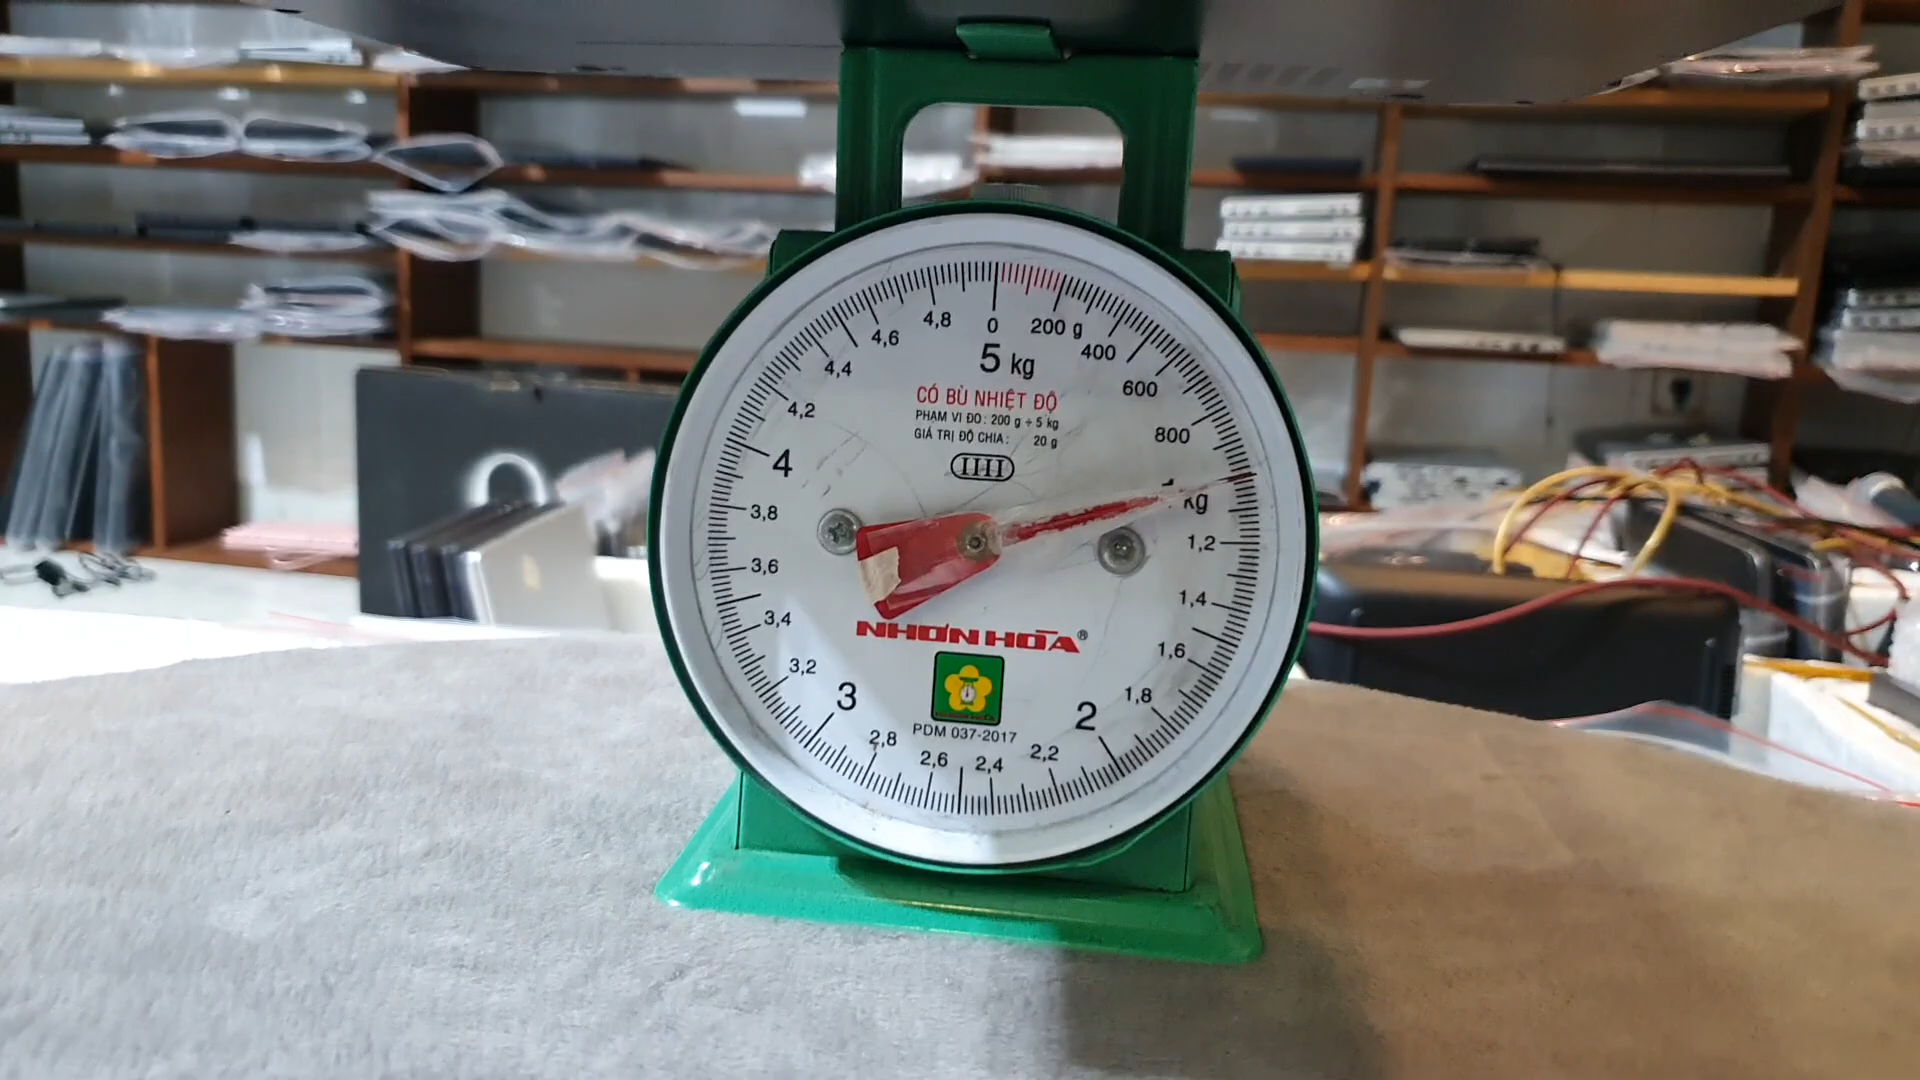 0
200 g
400
600
800
1
kg
1,2
1,4
1,6
1,8
2
2,2
2,4
2,6
2,8
3
3,2
3,4
3,6
3,8
4
4,2
4,4
4,6
4,8
5 kg
CÓ BÙ NHIỆT ĐỘ
PHẠM VI ĐO : 200 g ÷ 5 kg
GIÁ TRỊ ĐỘ CHIA : 20 g
IIII
NHƠN HÒA®
PDM 037-2017